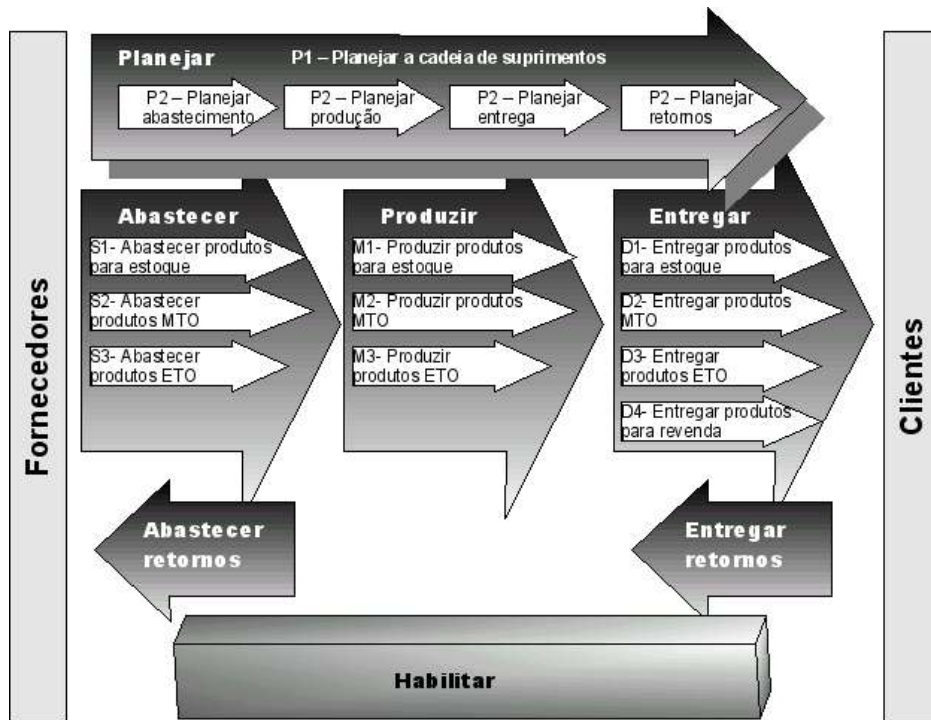 Fornecedores
Planejar
P1 – Planejar a cadeia de suprimentos
P2 – Planejar
abastecimento
P2 – Planejar
produção
P2 – Planejar
entrega
P2 – Planejar
retornos
Abastecer
S1- Abastecer produtos
para estoque
S2- Abastecer
produtos MTO
S3- Abastecer
produtos ETO
Produzir
M1- Produzir produtos
para estoque
M2- Produzir produtos
MTO
M3- Produzir
produtos ETO
Entregar
D1- Entregar produtos
para estoque
D2- Entregar produtos
MTO
D3- Entregar
produtos ETO
D4- Entregar produtos
para revenda
Abastecer
retornos
Entregar
retornos
Habilitar
Clientes